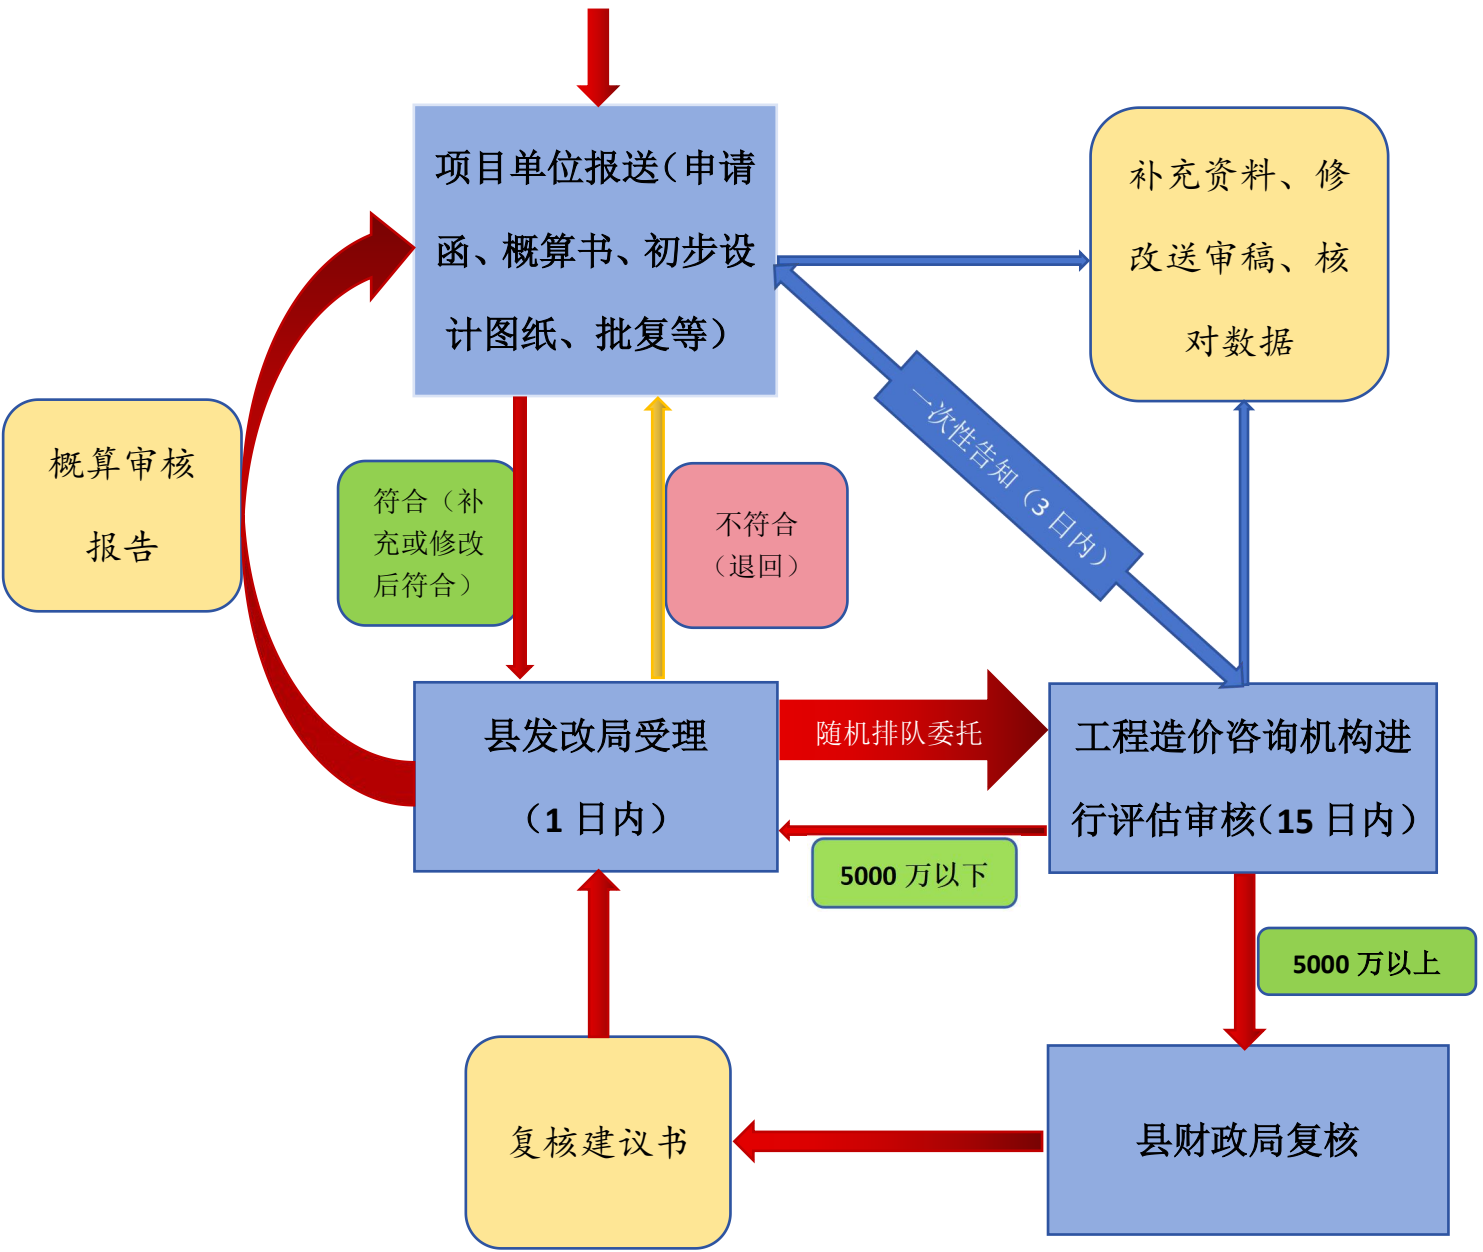 项目单位报送（申请
函、概算书、初步设
计图纸、批复等）
补充资料、修
改送审稿、核
对数据
一次性告知（3日内）
概算审核
报告
符合（补
充或修改
后符合）
不符合
（退回）
县发改局受理
（1日内）
随机排队委托
工程造价咨询机构进
行评估审核（15日内）
5000万以下
5000万以上
复核建议书
县财政局复核